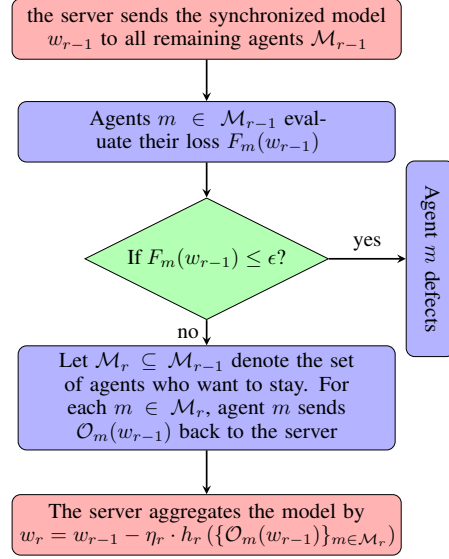 the server sends the synchronized model
w_{r−1} to all remaining agents ℳ_{r−1}
Agents m ∈ ℳ_{r−1} eval-
uate their loss F_m(w_{r−1})
If F_m(w_{r−1}) ≤ ϵ?
yes
Agent m defects
no
Let ℳ_r ⊆ ℳ_{r−1} denote the set
of agents who want to stay. For
each m ∈ ℳ_r, agent m sends
𝒪_m(w_{r−1}) back to the server
The server aggregates the model by
w_r = w_{r−1} − η_r · h_r ({𝒪_m(w_{r−1})}_{m∈ℳ_r})